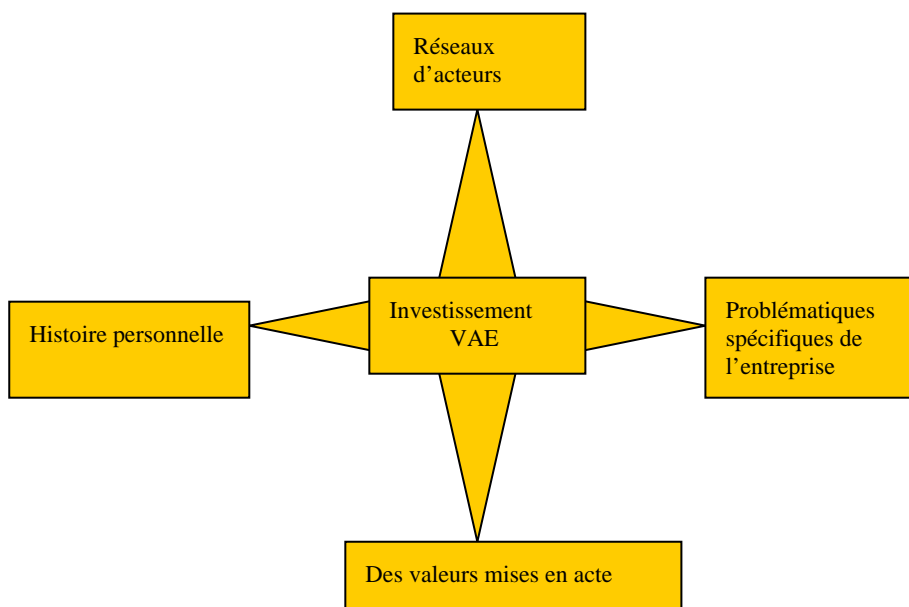 Réseaux
d’acteurs
Histoire personnelle
Investissement
VAE
Problématiques
spécifiques de
l’entreprise
Des valeurs mises en acte